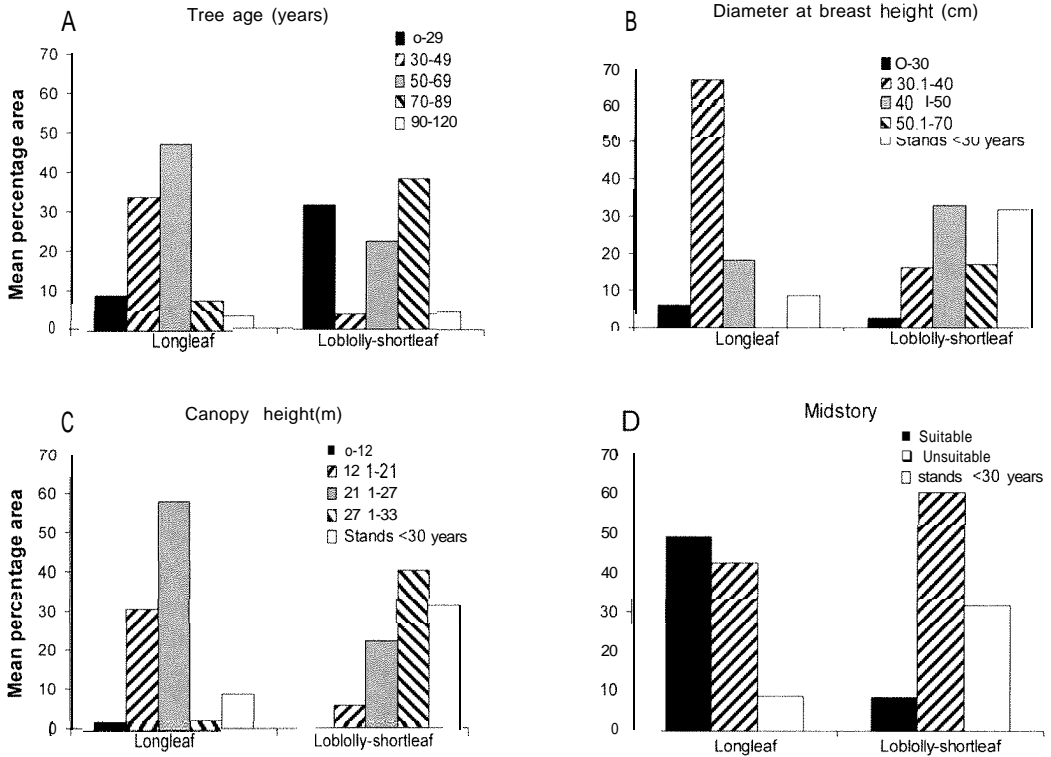 A
Tree age (years)
o-29
30-49
50-69
70-89
90-120
Mean percentage area
70
60
50
40
30
20
10
0
Longleaf
Loblolly-shortleaf
B
Diameter at breast height (cm)
O-30
30.1-40
40 I-50
50.1-70
Stands <30 years
70
60
50
40
30
20
10
0
Longleaf
Loblolly-shortleaf
C
Canopy height(m)
o-12
12 1-21
21 1-27
27 1-33
Stands <30 years
Mean percentage area
70
60
50
40
30
20
10
0
Longleaf
Loblolly-shortleaf
D
Midstory
Suitable
Unsuitable
stands <30 years
70
60
50
40
30
20
10
0
Longleaf
Loblolly-shortleaf